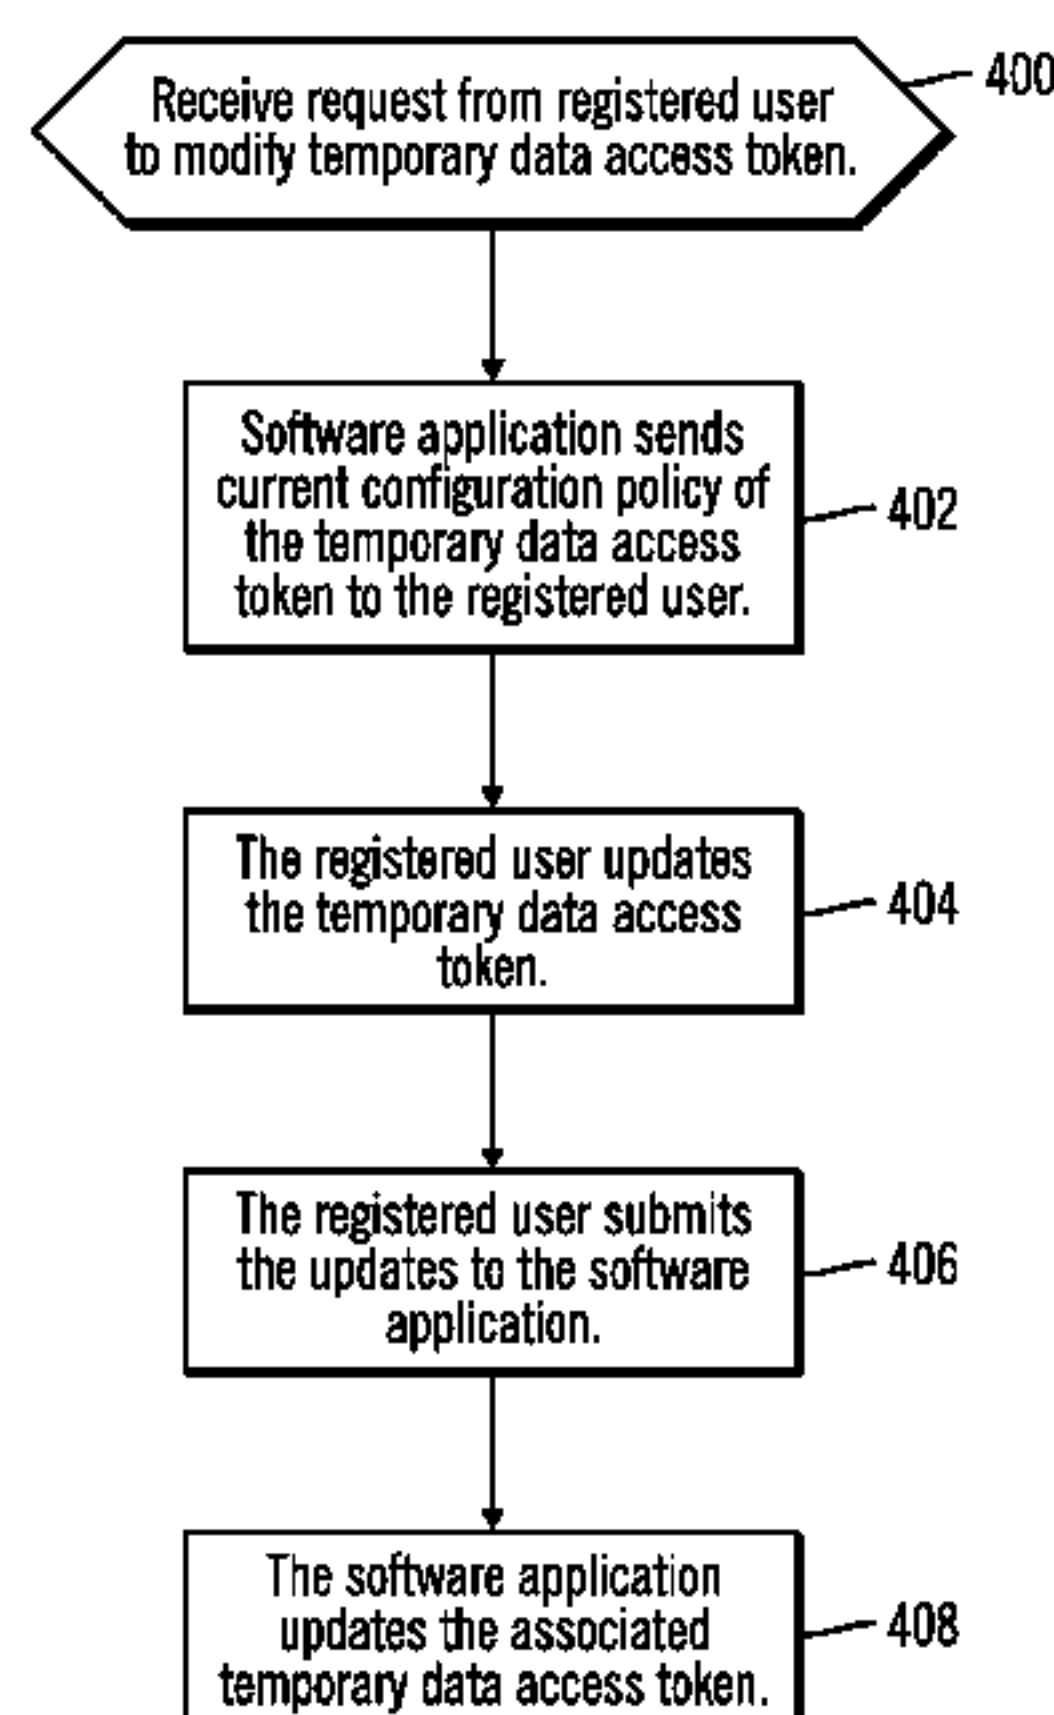 Receive request from registered user
to modify temporary data access token.
400
Software application sends
current configuration policy of
the temporary data access
token to the registered user.
402
The registered user updates
the temporary data access
token.
404
The registered user submits
the updates to the software
application.
406
The software application
updates the associated
temporary data access token.
408